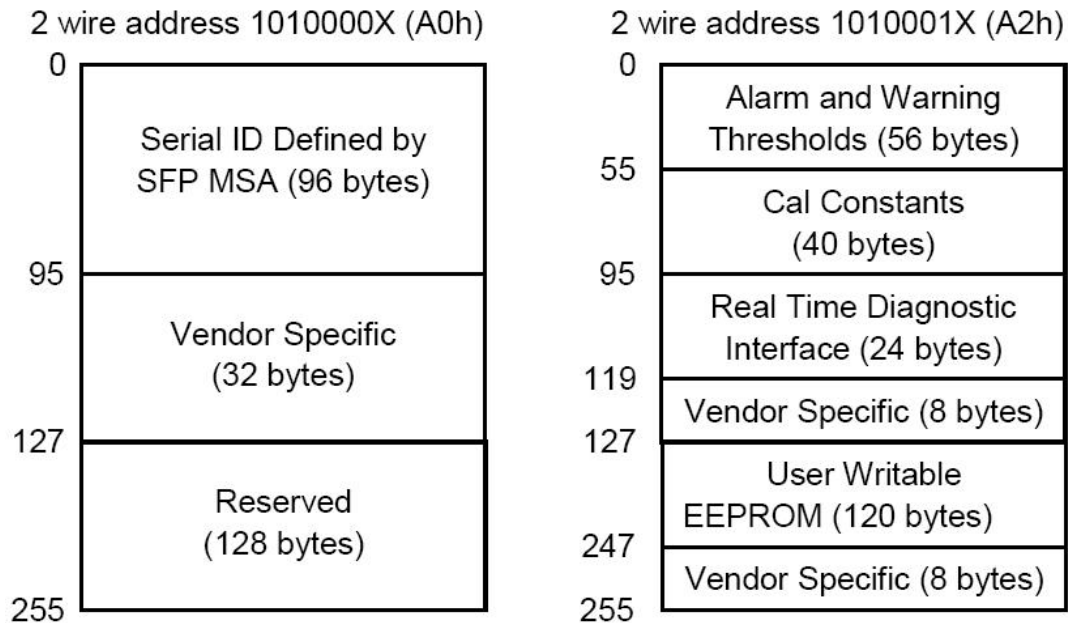 2 wire address 1010000X (A0h)
0
Serial ID Defined by
SFP MSA (96 bytes)
95
Vendor Specific
(32 bytes)
127
Reserved
(128 bytes)
255
2 wire address 1010001X (A2h)
0
Alarm and Warning
Thresholds (56 bytes)
55
Cal Constants
(40 bytes)
95
Real Time Diagnostic
Interface (24 bytes)
119
Vendor Specific (8 bytes)
127
User Writable
EEPROM (120 bytes)
247
Vendor Specific (8 bytes)
255